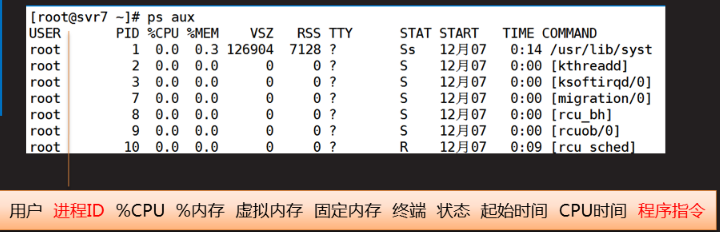 [root@svr7 ~]# ps aux
USER PID %CPU %MEM VSZ RSS TTY STAT START TIME COMMAND
root 1 0.0 0.3 126904 7128 ? Ss 12月07 0:14 /usr/lib/syst
root 2 0.0 0.0 0 0 ? S 12月07 0:00 [kthreadd]
root 3 0.0 0.0 0 0 ? S 12月07 0:00 [ksoftirqd/0]
root 7 0.0 0.0 0 0 ? S 12月07 0:00 [migration/0]
root 8 0.0 0.0 0 0 ? S 12月07 0:00 [rcu_bh]
root 9 0.0 0.0 0 0 ? S 12月07 0:00 [rcuob/0]
root 10 0.0 0.0 0 0 ? R 12月07 0:09 [rcu sched]
用户 进程ID %CPU %内存 虚拟内存 固定内存 终端 状态 起始时间 CPU时间 程序指令